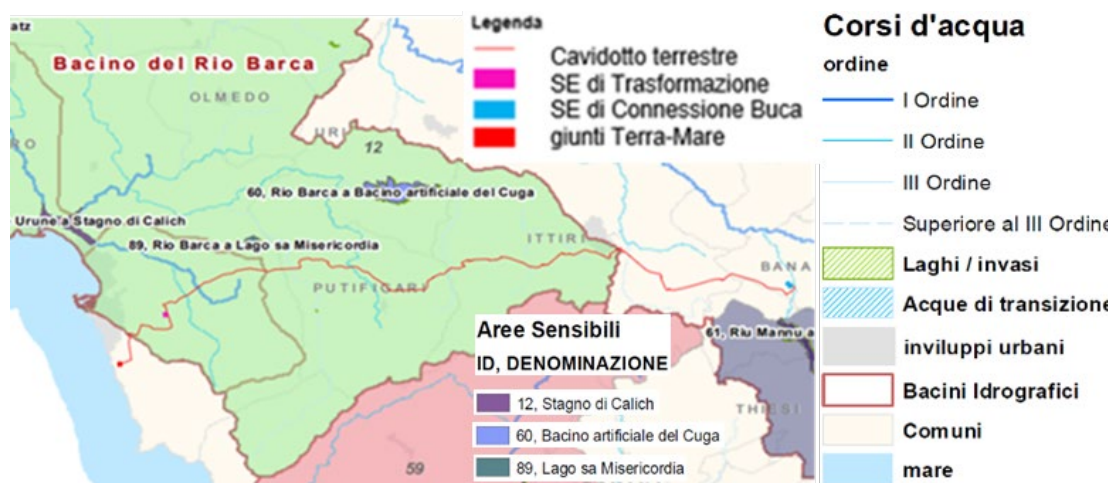 atz
Bacino del Rio Barca
OLMEDO
RO
URI
12
60, Rio Barca a Bacino artificiale del Cuga
Urune a Stagno di Calich
89, Rio Barca a Lago sa Misericordia
ITTIRI
BANA
PUTIFIGARI
61, Riu Mannu a
THIESI
59
Legenda
Cavidotto terrestre
SE di Trasformazione
SE di Connessione Buca
giunti Terra-Mare
Aree Sensibili
ID, DENOMINAZIONE
12, Stagno di Calich
60, Bacino artificiale del Cuga
89, Lago sa Misericordia
Corsi d'acqua
ordine
I Ordine
II Ordine
III Ordine
Superiore al III Ordine
Laghi / invasi
Acque di transizione
inviluppi urbani
Bacini Idrografici
Comuni
mare